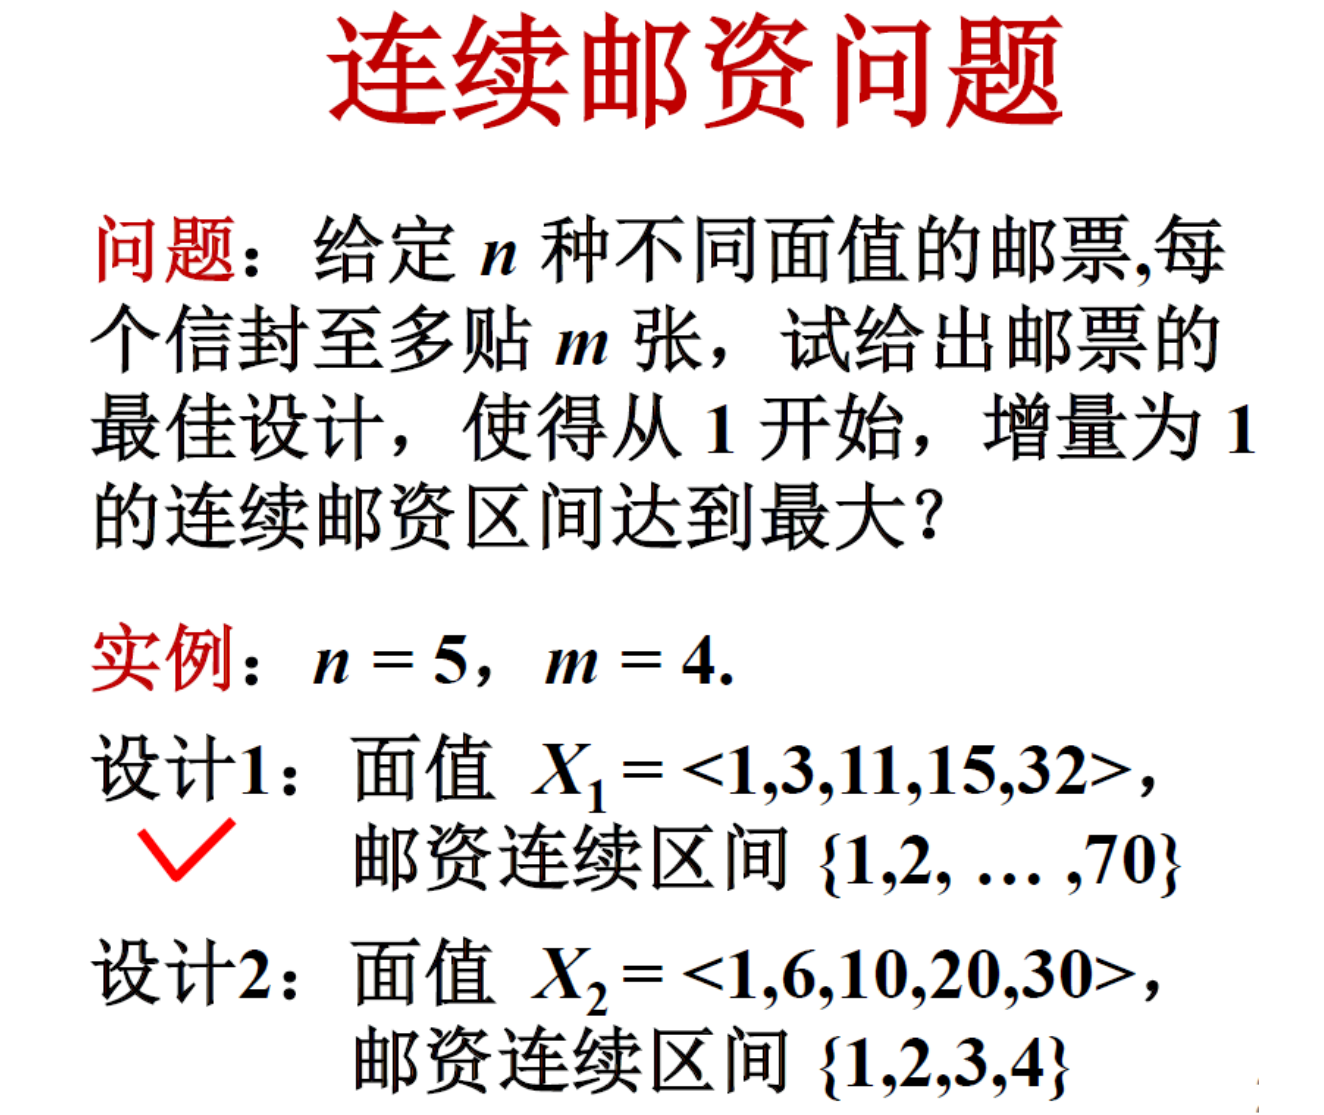 连续邮资问题
问题：给定 n 种不同面值的邮票,每
个信封至多贴 m 张，试给出邮票的
最佳设计，使得从 1 开始，增量为 1
的连续邮资区间达到最大？
实例：n = 5，m = 4.
设计1：面值 X₁ = <1,3,11,15,32>，
邮资连续区间 {1,2, … ,70}
设计2：面值 X₂ = <1,6,10,20,30>，
邮资连续区间 {1,2,3,4}